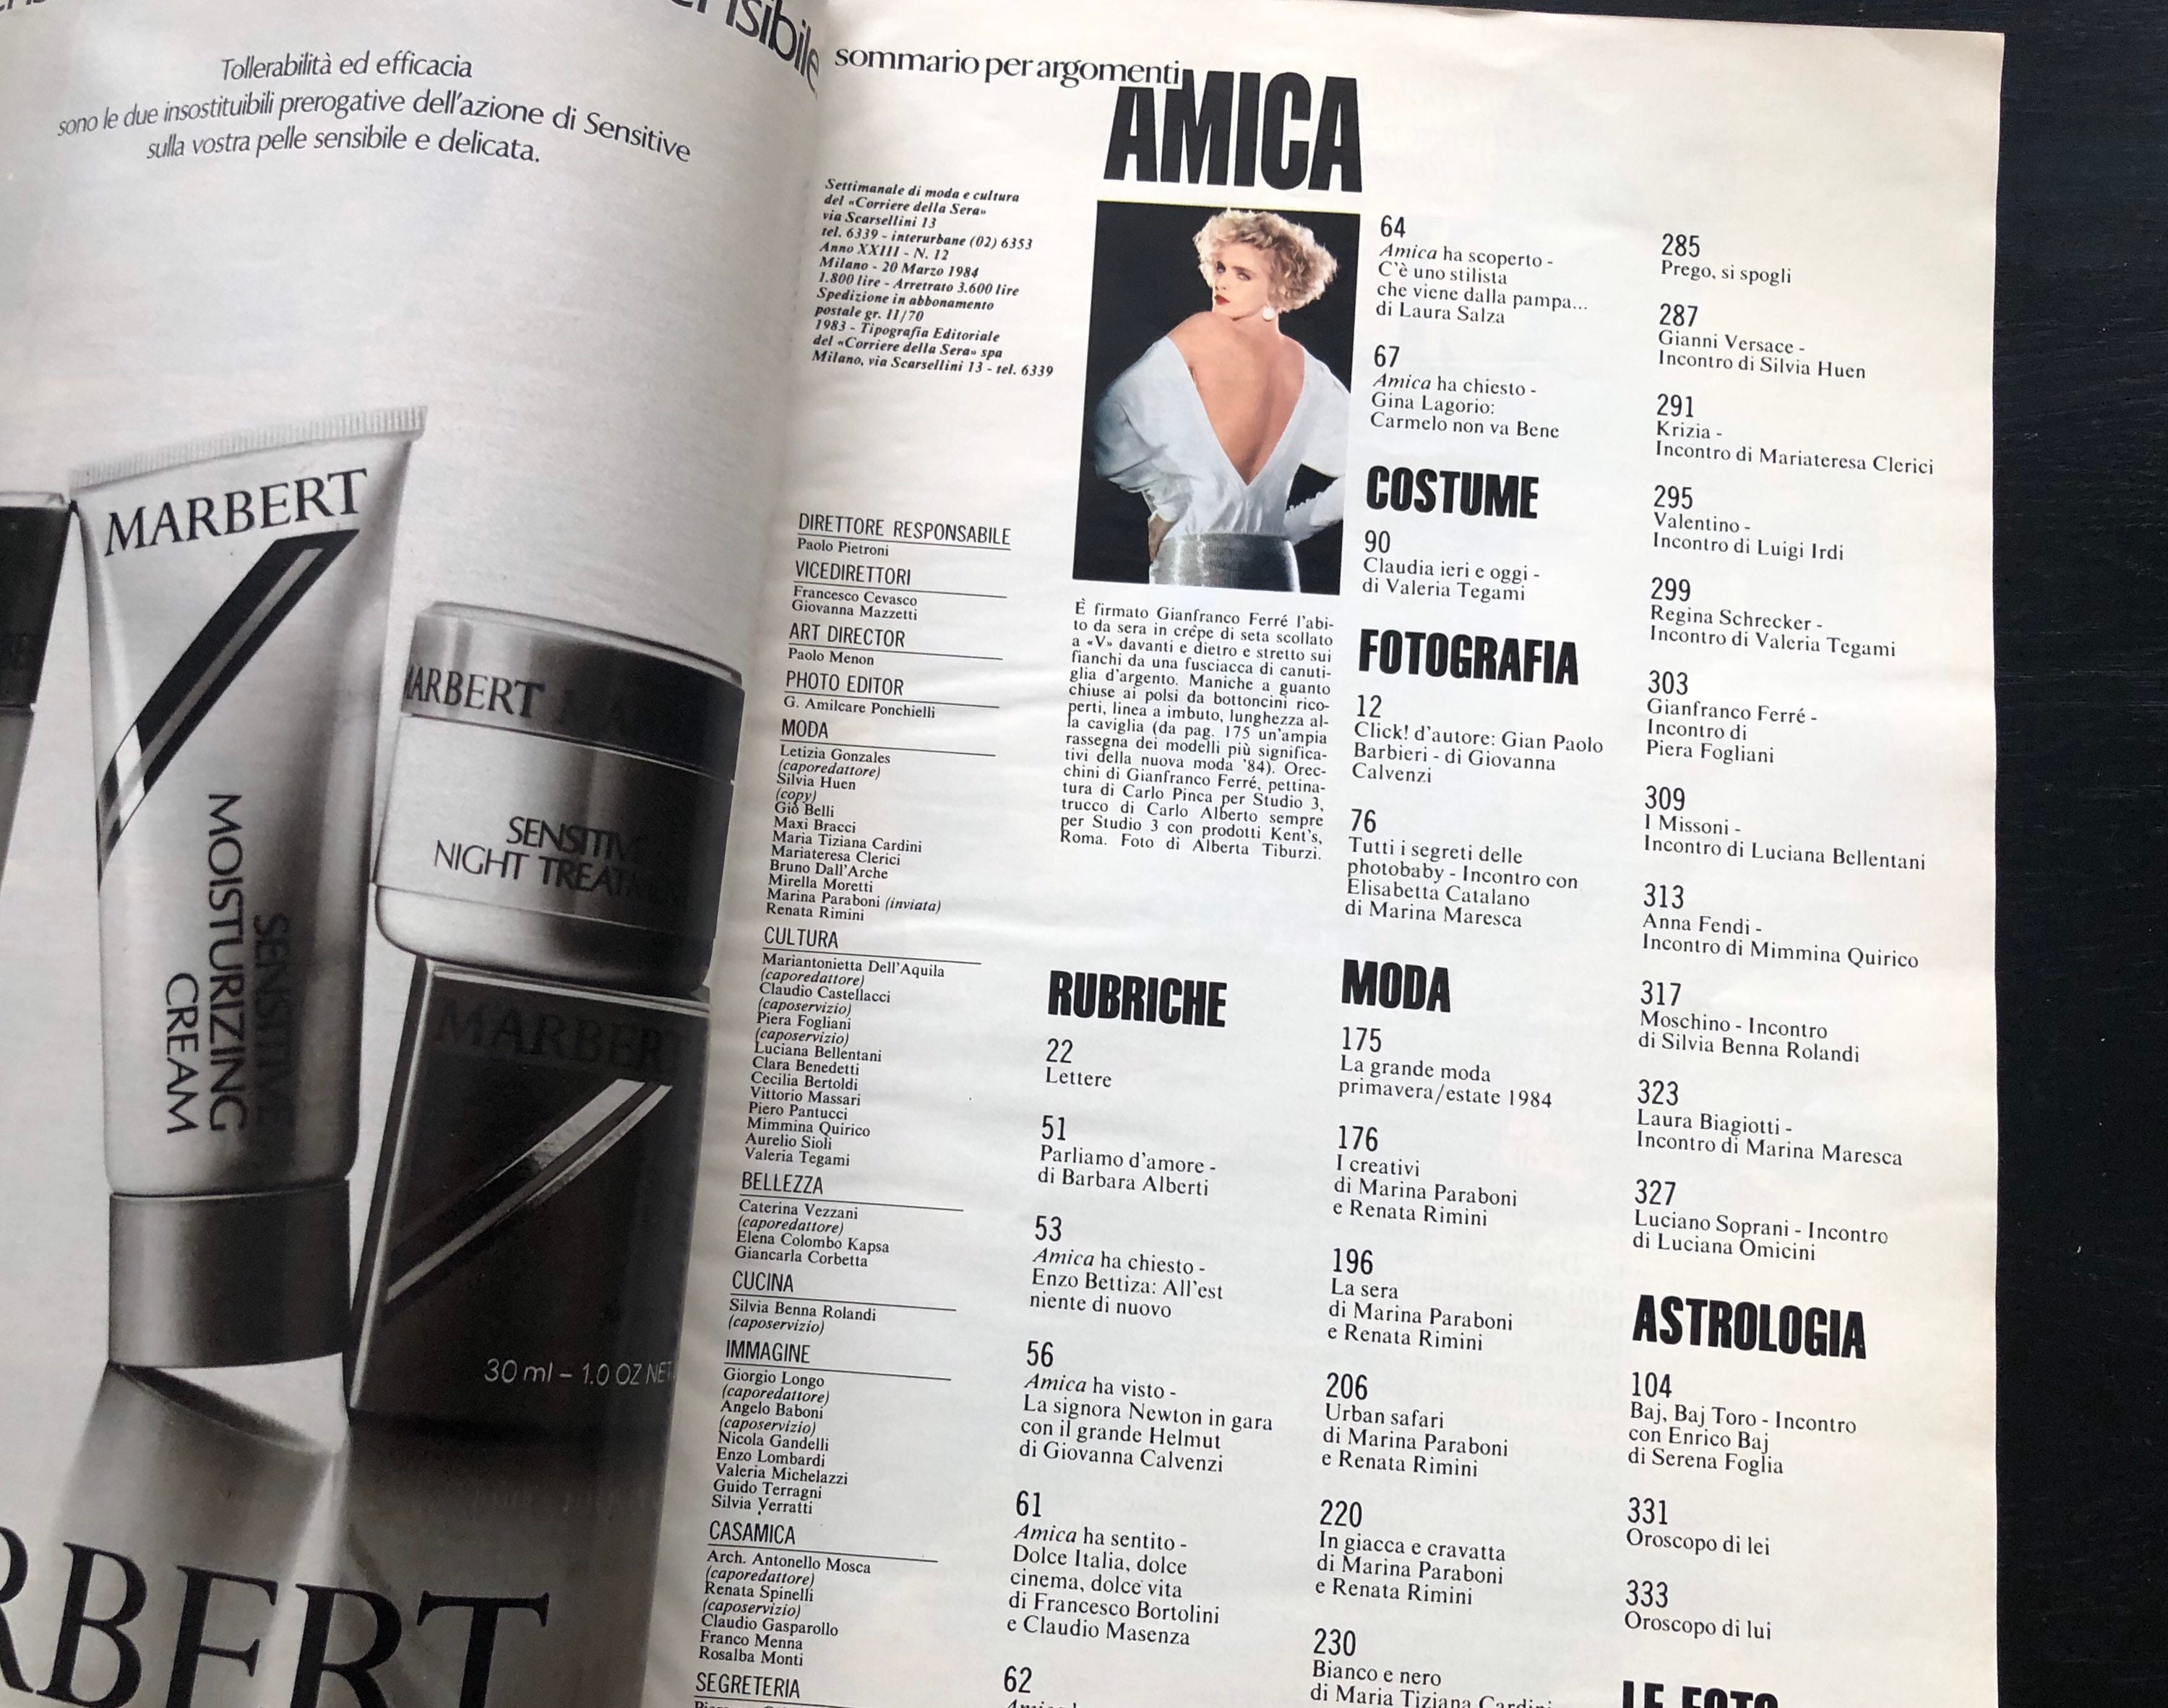 sensibile
Tollerabilità ed efficacia
sono le due insostituibili prerogative dell'azione di Sensitive
sulla vostra pelle sensibile e delicata.
MARBERT
SENSITIVE
MOISTURIZING
CREAM
MARBERT
SENSITIVE
NIGHT
MARBERT
30 ml – 1.0 OZ NET
RBERT
sommario per argomenti
AMICA
Settimanale di moda e cultura
del «Corriere della Sera»
via Scarsellini 13
tel. 6339 - interurbane (02) 6353
Anno XXIII - N. 12
Milano - 20 Marzo 1984
1.800 lire - Arretrato 3.600 lire
Spedizione in abbonamento
postale gr. II/70
1983 - Tipografia Editoriale
del «Corriere della Sera» spa
Milano, via Scarsellini 13 - tel. 6339
DIRETTORE RESPONSABILE
Paolo Pietroni
VICEDIRETTORI
Francesco Cevasco
Giovanna Mazzetti
ART DIRECTOR
Paolo Menon
PHOTO EDITOR
G. Amilcare Ponchielli
MODA
Letizia Gonzales
(caporedattore)
Silvia Huen
(copy)
Giò Belli
Maxi Bracci
Maria Tiziana Cardini
Mariateresa Clerici
Bruno Dall'Arche
Mirella Moretti
Marina Paraboni (inviata)
Renata Rimini
CULTURA
Mariantonietta Dell'Aquila
(caporedattore)
Claudio Castellacci
(caposervizio)
Piera Fogliani
(caposervizio)
Luciana Bellentani
Clara Benedetti
Cecilia Bertoldi
Vittorio Massari
Piero Pantucci
Mimmina Quirico
Aurelio Sioli
Valeria Tegami
BELLEZZA
Caterina Vezzani
(caporedattore)
Elena Colombo Kapsa
Giancarla Corbetta
CUCINA
Silvia Benna Rolandi
(caposervizio)
IMMAGINE
Giorgio Longo
(caporedattore)
Angelo Baboni
(caposervizio)
Nicola Gandelli
Enzo Lombardi
Valeria Michelazzi
Guido Terragni
Silvia Verratti
CASAMICA
Arch. Antonello Mosca
(caporedattore)
Renata Spinelli
(caposervizio)
Claudio Gasparollo
Franco Menna
Rosalba Monti
SEGRETERIA
È firmato Gianfranco Ferré l'abi-
to da sera in crêpe di seta scollato
a «V» davanti e dietro e stretto sui
fianchi da una fusciacca di canuti-
glia d'argento. Maniche a guanto
chiuse ai polsi da bottoncini rico-
perti, linea a imbuto, lunghezza al-
la caviglia (da pag. 175 un'ampia
rassegna dei modelli più significa-
tivi della nuova moda '84). Orec-
chini di Gianfranco Ferré, pettina-
tura di Carlo Pinca per Studio 3,
trucco di Carlo Alberto sempre
per Studio 3 con prodotti Kent's,
Roma. Foto di Alberta Tiburzi.
RUBRICHE
22
Lettere
51
Parliamo d'amore -
di Barbara Alberti
53
Amica ha chiesto -
Enzo Bettiza: All'est
niente di nuovo
56
Amica ha visto -
La signora Newton in gara
con il grande Helmut
di Giovanna Calvenzi
61
Amica ha sentito -
Dolce Italia, dolce
cinema, dolce vita
di Francesco Bortolini
e Claudio Masenza
62
64
Amica ha scoperto -
C'è uno stilista
che viene dalla pampa...
di Laura Salza
67
Amica ha chiesto -
Gina Lagorio:
Carmelo non va Bene
COSTUME
90
Claudia ieri e oggi -
di Valeria Tegami
FOTOGRAFIA
12
Click! d'autore: Gian Paolo
Barbieri - di Giovanna
Calvenzi
76
Tutti i segreti delle
photobaby - Incontro con
Elisabetta Catalano
di Marina Maresca
MODA
175
La grande moda
primavera/estate 1984
176
I creativi
di Marina Paraboni
e Renata Rimini
196
La sera
di Marina Paraboni
e Renata Rimini
206
Urban safari
di Marina Paraboni
e Renata Rimini
220
In giacca e cravatta
di Marina Paraboni
e Renata Rimini
230
Bianco e nero
di Maria Tiziana Cardini
285
Prego, si spogli
287
Gianni Versace -
Incontro di Silvia Huen
291
Krizia -
Incontro di Mariateresa Clerici
295
Valentino -
Incontro di Luigi Irdi
299
Regina Schrecker -
Incontro di Valeria Tegami
303
Gianfranco Ferré -
Incontro di
Piera Fogliani
309
I Missoni -
Incontro di Luciana Bellentani
313
Anna Fendi -
Incontro di Mimmina Quirico
317
Moschino - Incontro
di Silvia Benna Rolandi
323
Laura Biagiotti -
Incontro di Marina Maresca
327
Luciano Soprani - Incontro
di Luciana Omicini
ASTROLOGIA
104
Baj, Baj Toro - Incontro
con Enrico Baj
di Serena Foglia
331
Oroscopo di lei
333
Oroscopo di lui
LE FOTO